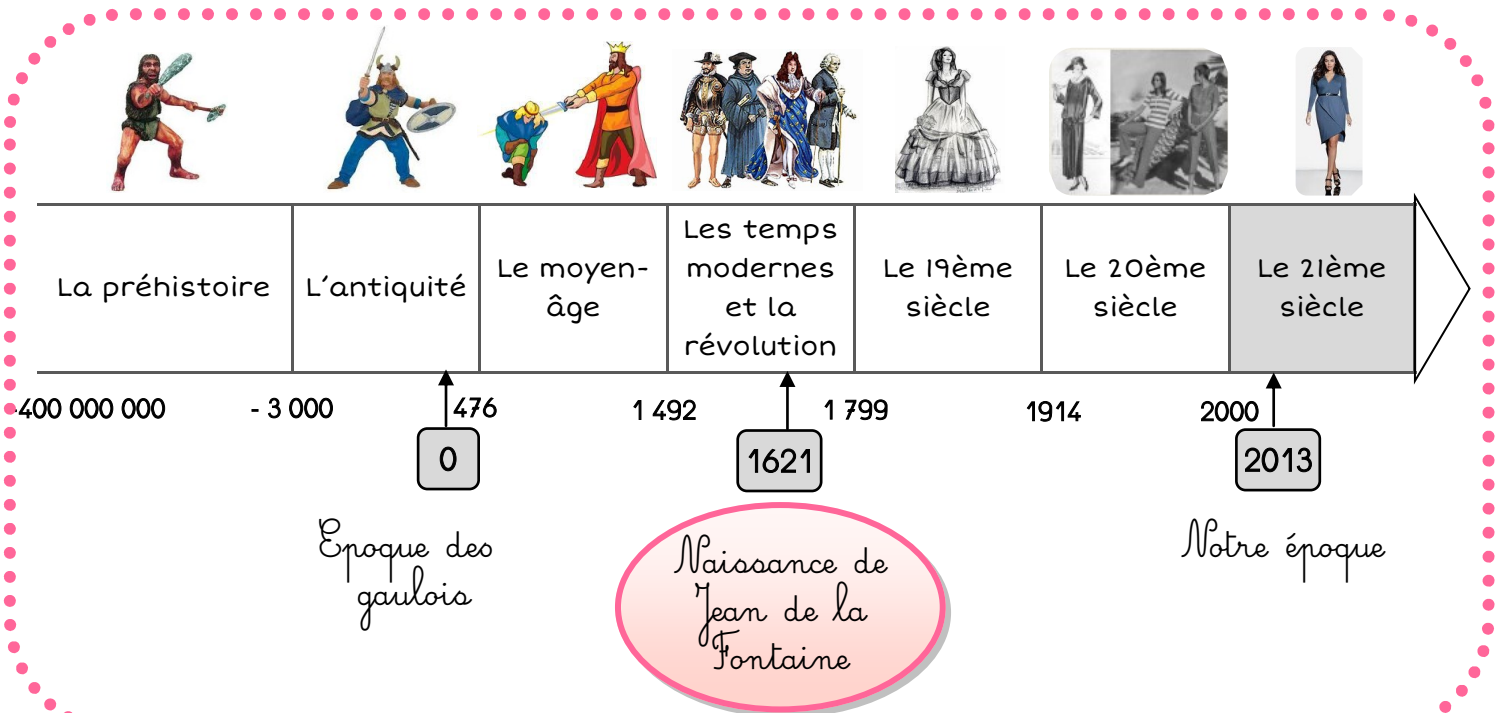 La préhistoire
L'antiquité
Le moyen-
âge
Les temps
modernes
et la
révolution
Le 19ème
siècle
Le 20ème
siècle
Le 21ème
siècle
-400 000 000
- 3 000
476
1 492
1 799
1914
2000
0
1621
2013
Epoque des
gaulois
Naissance de
Jean de la
Fontaine
Notre époque